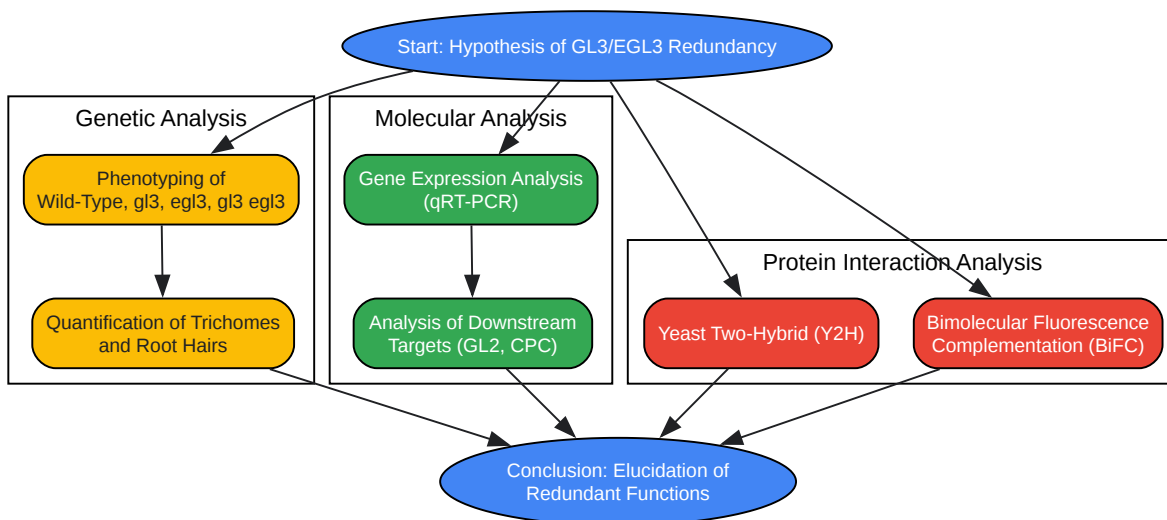 Start: Hypothesis of GL3/EGL3 Redundancy
Genetic Analysis
Phenotyping of
Wild-Type, gl3, egl3, gl3 egl3
Quantification of Trichomes
and Root Hairs
Molecular Analysis
Gene Expression Analysis
(qRT-PCR)
Analysis of Downstream
Targets (GL2, CPC)
Protein Interaction Analysis
Yeast Two-Hybrid (Y2H)
Bimolecular Fluorescence
Complementation (BiFC)
Conclusion: Elucidation of
Redundant Functions